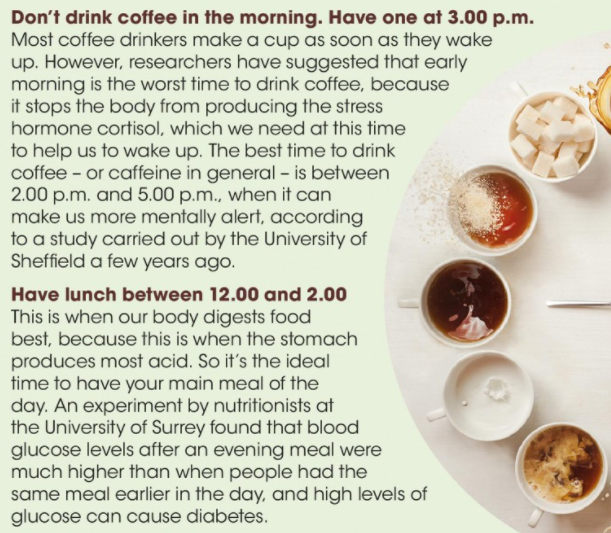 Don't drink coffee in the morning. Have one at 3.00 p.m.
Most coffee drinkers make a cup as soon as they wake
up. However, researchers have suggested that early
morning is the worst time to drink coffee, because
it stops the body from producing the stress
hormone cortisol, which we need at this time
to help us to wake up. The best time to drink
coffee – or caffeine in general – is between
2.00 p.m. and 5.00 p.m., when it can
make us more mentally alert, according
to a study carried out by the University of
Sheffield a few years ago.
Have lunch between 12.00 and 2.00
This is when our body digests food
best, because this is when the stomach
produces most acid. So it's the ideal
time to have your main meal of the
day. An experiment by nutritionists at
the University of Surrey found that blood
glucose levels after an evening meal were
much higher than when people had the
same meal earlier in the day, and high levels of
glucose can cause diabetes.